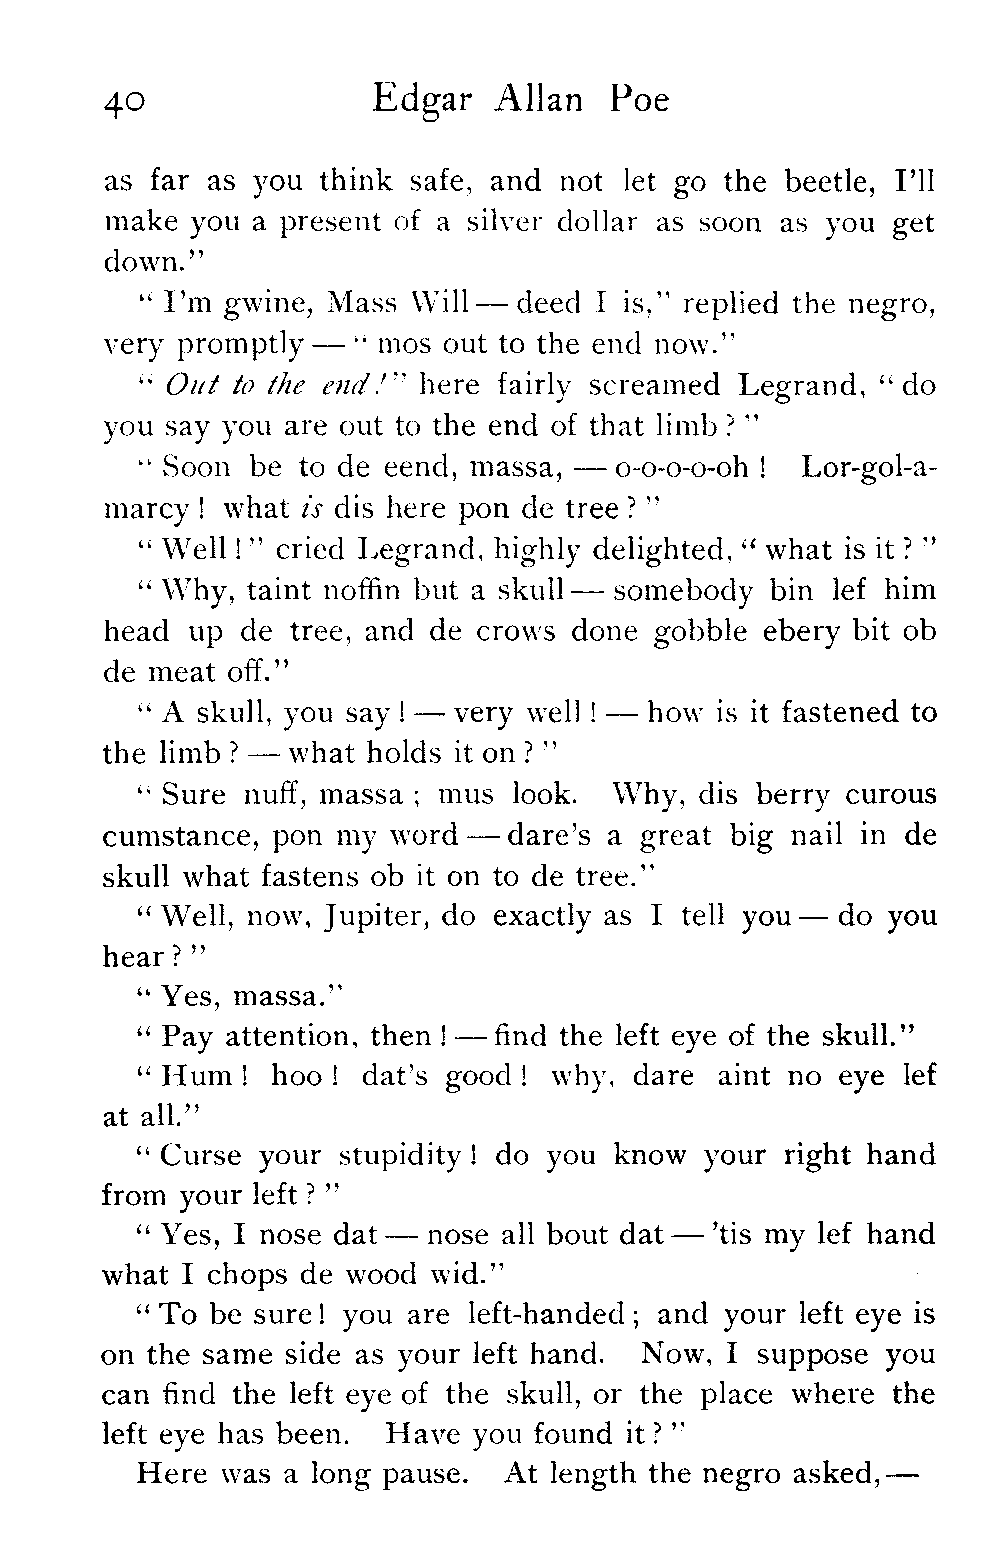 40 Edgar Allan Poe
as far as you think safe, and not let go the beetle, I'll
make you a present of a silver dollar as soon as you get
down."
" I'm gwine, Mass Will — deed I is," replied the negro,
very promptly — " mos out to the end now."
" Out to the end!" here fairly screamed Legrand, " do
you say you are out to the end of that limb ? "
" Soon be to de eend, massa, — o-o-o-o-oh ! Lor-gol-a-
marcy ! what is dis here pon de tree ? "
" Well ! " cried Legrand, highly delighted, " what is it ? "
" Why, taint noffin but a skull — somebody bin lef him
head up de tree, and de crows done gobble ebery bit ob
de meat off."
" A skull, you say ! — very well ! — how is it fastened to
the limb ? — what holds it on ? "
" Sure nuff, massa ; mus look. Why, dis berry curous
cumstance, pon my word — dare's a great big nail in de
skull what fastens ob it on to de tree."
" Well, now, Jupiter, do exactly as I tell you — do you
hear ? "
" Yes, massa."
" Pay attention, then ! — find the left eye of the skull."
" Hum ! hoo ! dat's good ! why, dare aint no eye lef
at all."
" Curse your stupidity ! do you know your right hand
from your left ? "
" Yes, I nose dat — nose all bout dat — 'tis my lef hand
what I chops de wood wid."
" To be sure ! you are left-handed ; and your left eye is
on the same side as your left hand. Now, I suppose you
can find the left eye of the skull, or the place where the
left eye has been. Have you found it ? "
Here was a long pause. At length the negro asked, —